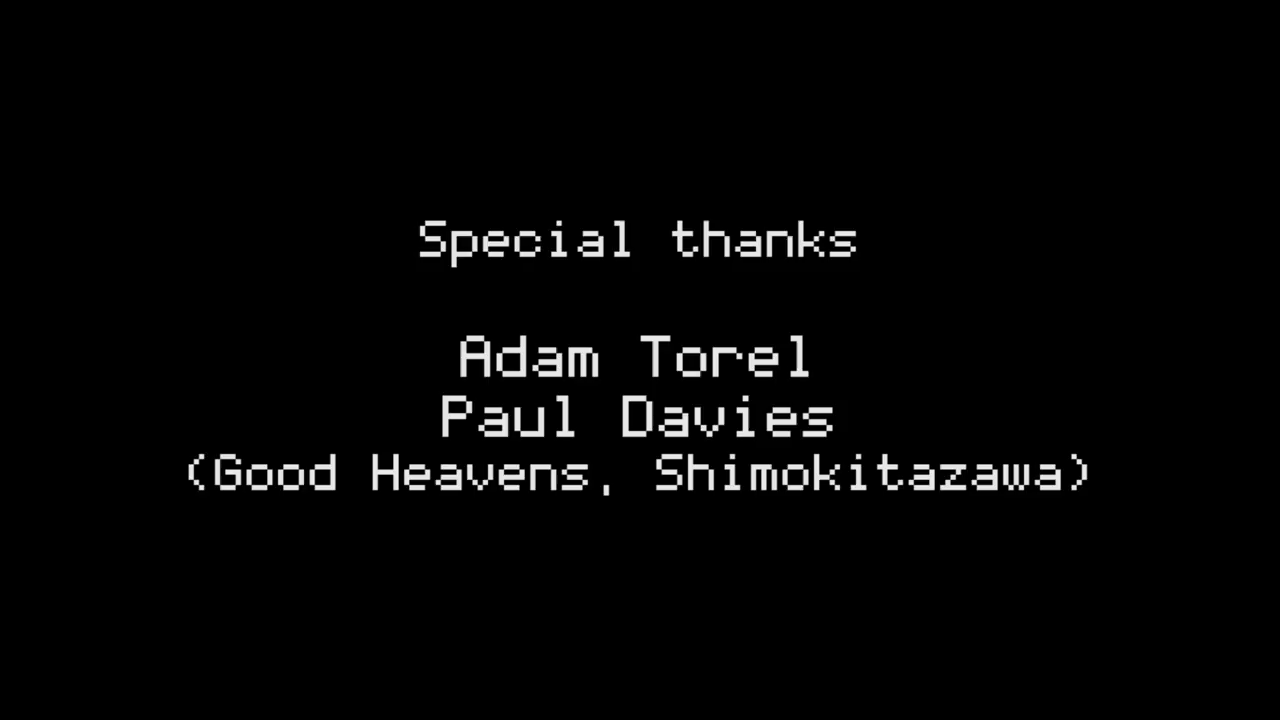 Special thanks
Adam Torel
Paul Davies
(Good Heavens, Shimokitazawa)